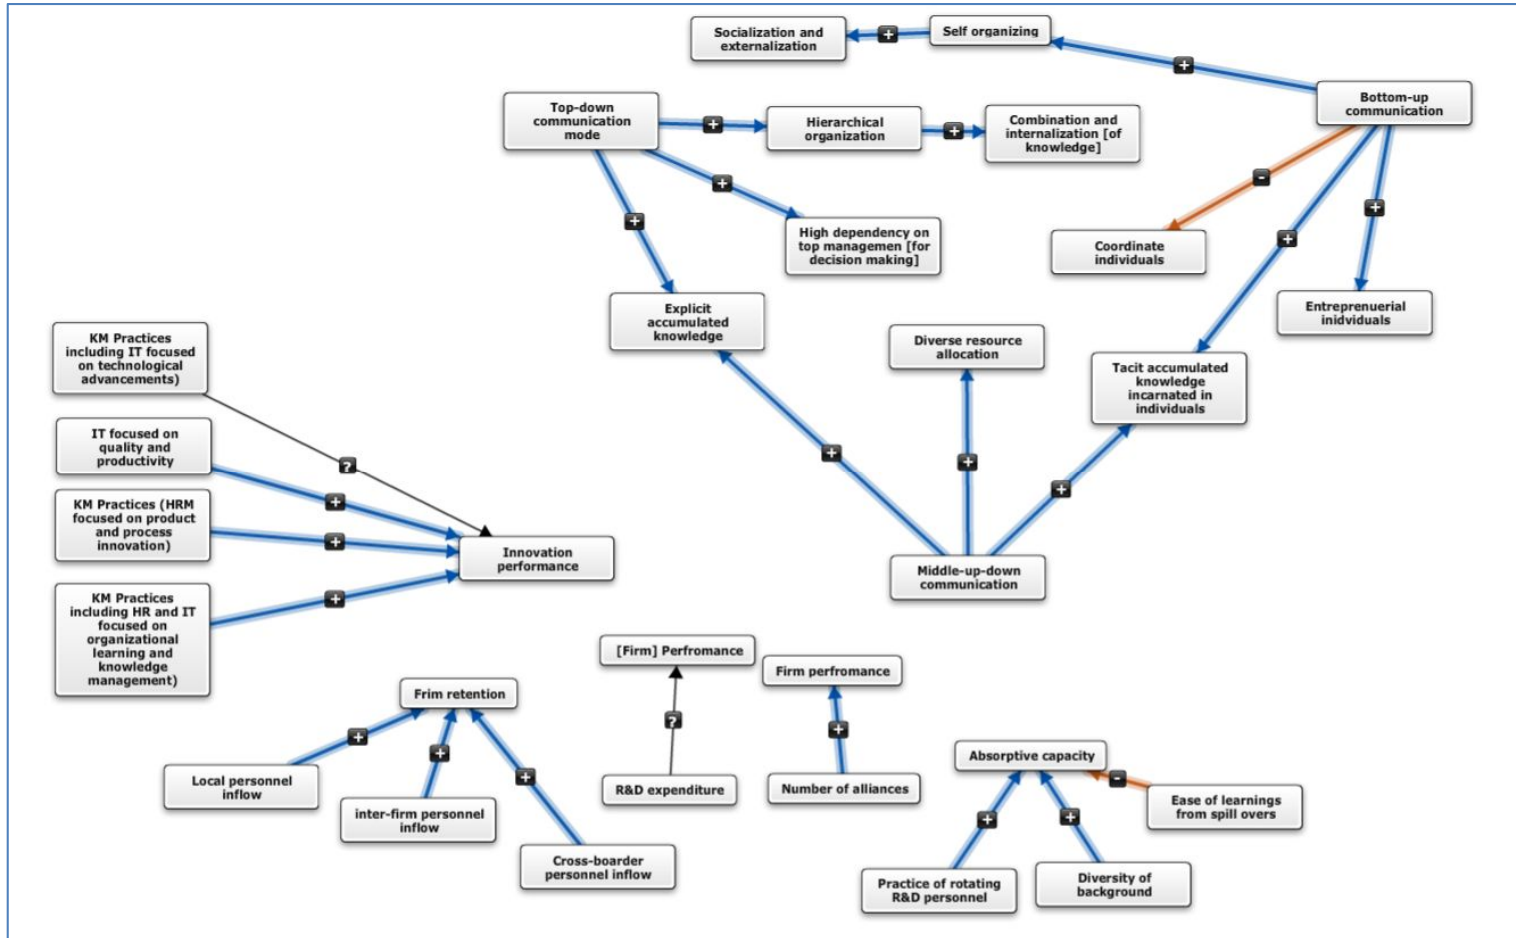 Socialization and
externalization
+
Self organizing
+
Bottom-up
communication
Top-down
communication
mode
+
Hierarchical
organization
+
Combination and
internalization [of
knowledge]
+
+
-
+
+
High dependency on
top managemen [for
decision making]
Coordinate
individuals
Entreprenuerial
inidviduals
Explicit
accumulated
knowledge
Diverse resource
allocation
Tacit accumulated
knowledge
incarnated in
individuals
+
+
+
Middle-up-down
communication
KM Practices
including IT focused
on technological
advancements)
?
IT focused on
quality and
productivity
+
KM Practices (HRM
focused on product
and process
innovation)
+
Innovation
performance
KM Practices
including HR and IT
focused on
organizational
learning and
knowledge
management)
+
Frim retention
+
+
+
Local personnel
inflow
inter-firm personnel
inflow
Cross-boarder
personnel inflow
[Firm] Perfromance
?
R&D expenditure
Firm perfromance
+
Number of alliances
Absorptive capacity
-
+
+
Ease of learnings
from spill overs
Practice of rotating
R&D personnel
Diversity of
background